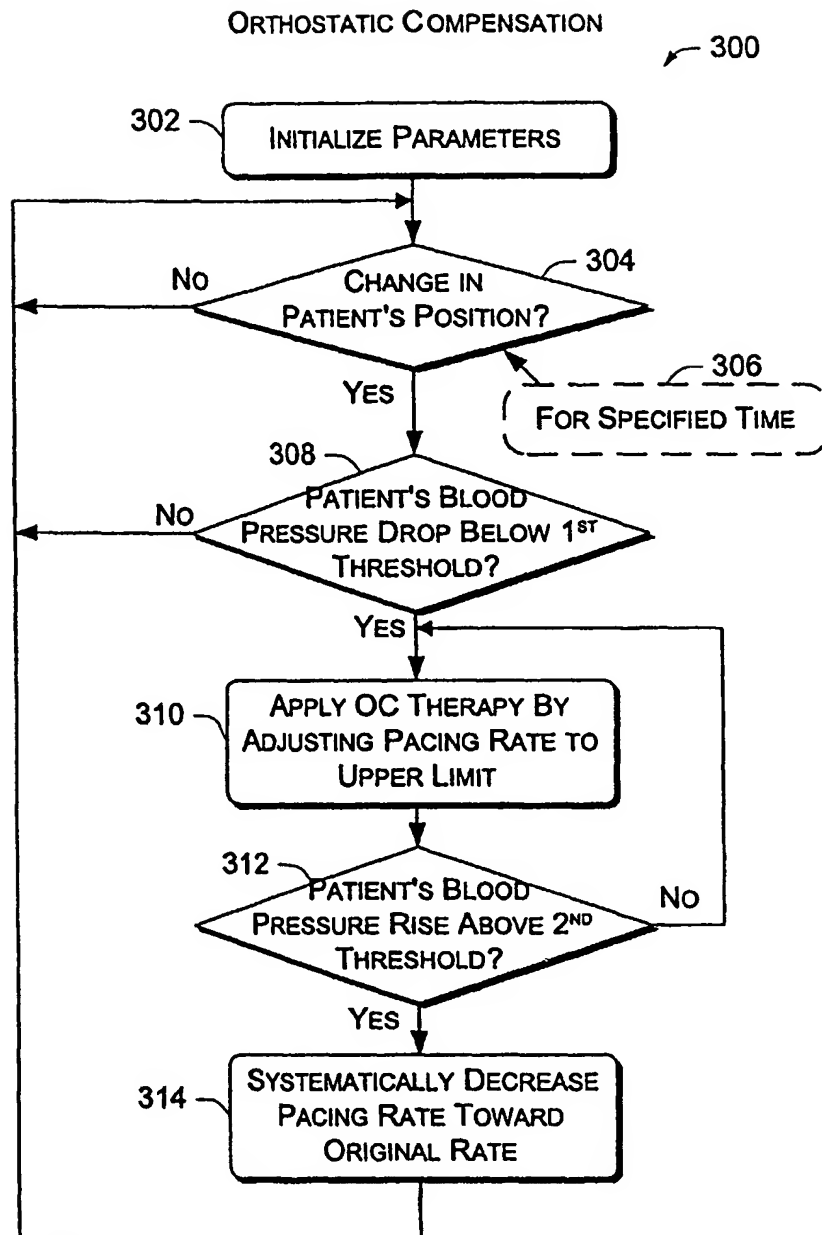 ORTHOSTATIC COMPENSATION
300
302
INITIALIZE PARAMETERS
304
NO
CHANGE IN
PATIENT'S POSITION?
306
YES
FOR SPECIFIED TIME
308
NO
PATIENT'S BLOOD
PRESSURE DROP BELOW 1ST
THRESHOLD?
YES
310
APPLY OC THERAPY BY
ADJUSTING PACING RATE TO
UPPER LIMIT
312
PATIENT'S BLOOD
PRESSURE RISE ABOVE 2ND
THRESHOLD?
NO
YES
314
SYSTEMATICALLY DECREASE
PACING RATE TOWARD
ORIGINAL RATE